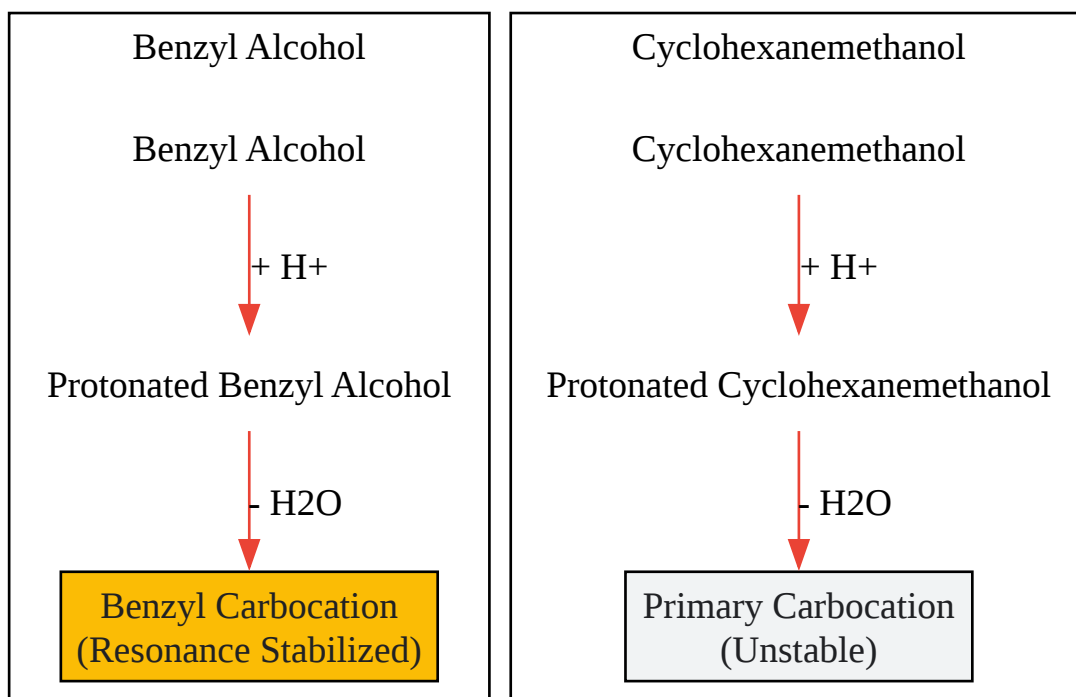 Benzyl Alcohol
Benzyl Alcohol
+ H+
Protonated Benzyl Alcohol
- H2O
Benzyl Carbocation
(Resonance Stabilized)
Cyclohexanemethanol
Cyclohexanemethanol
+ H+
Protonated Cyclohexanemethanol
- H2O
Primary Carbocation
(Unstable)